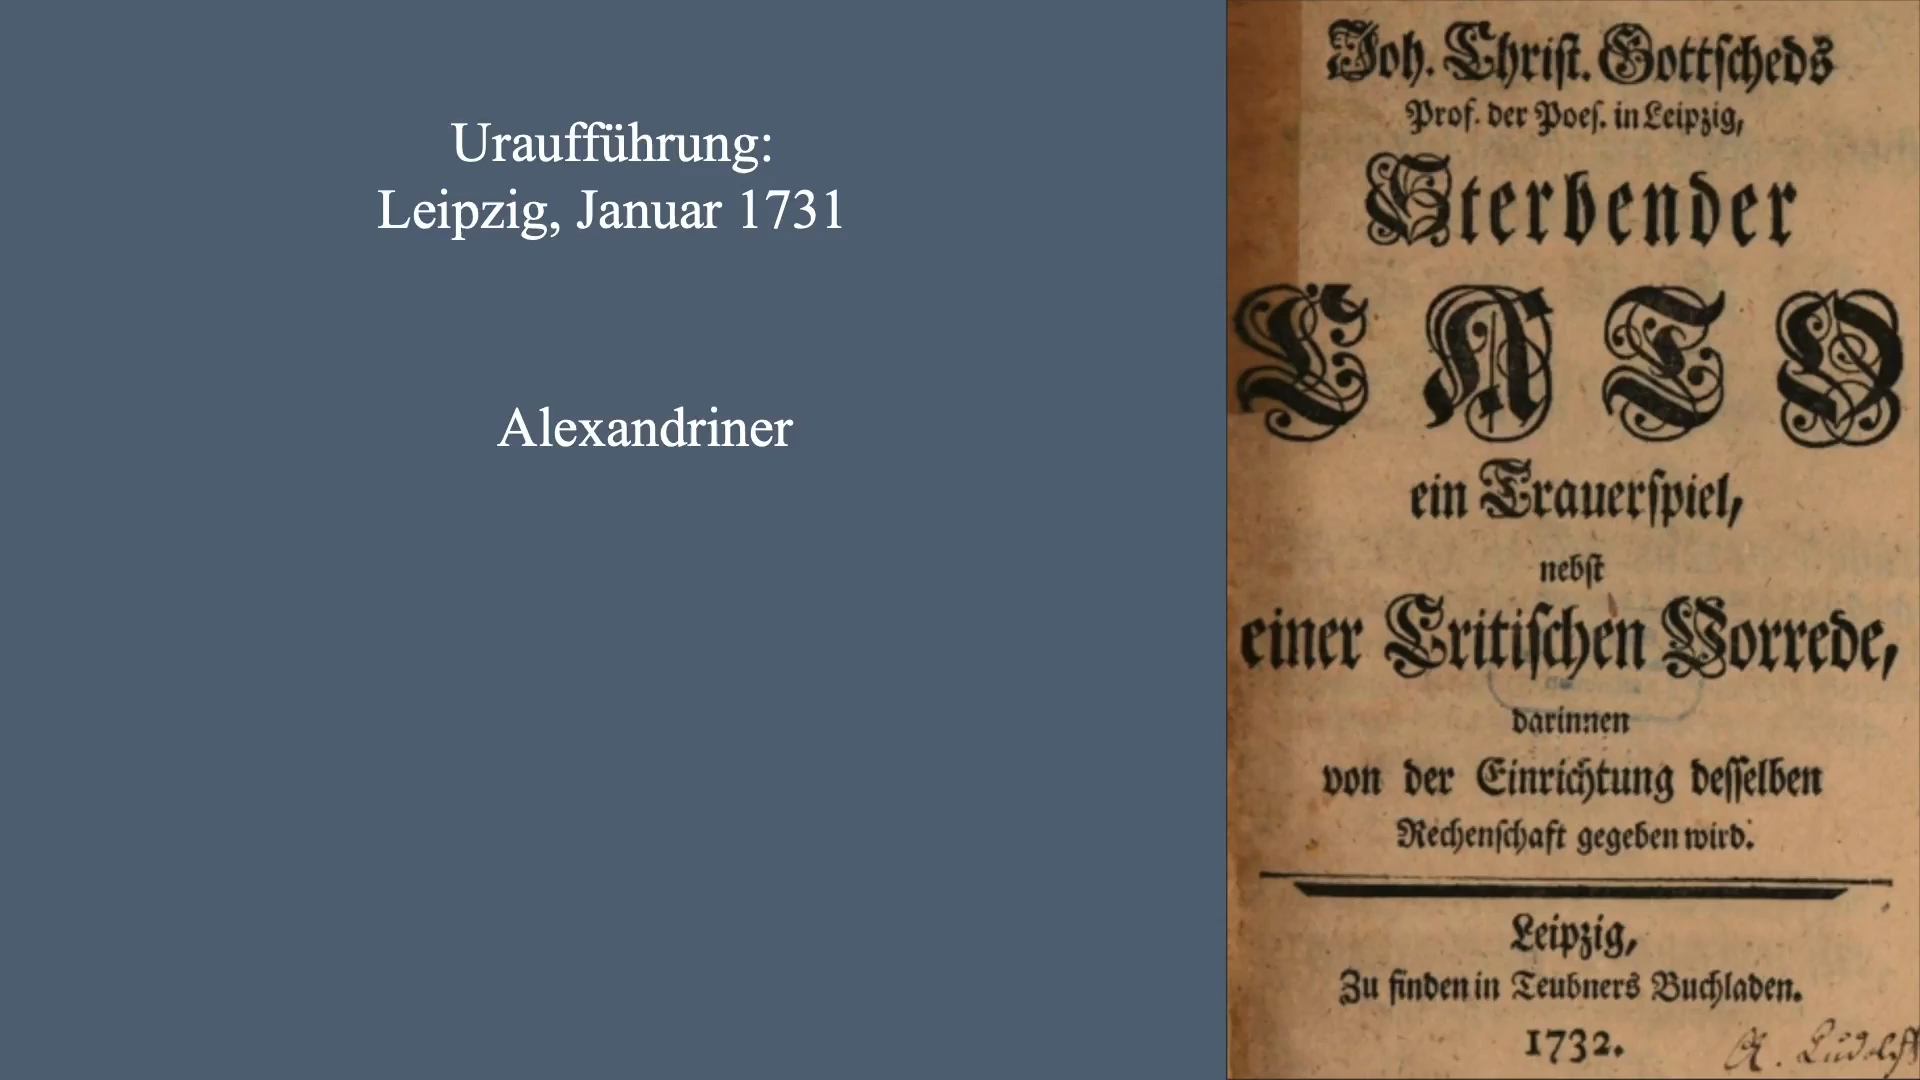 Uraufführung:
Leipzig, Januar 1731
Alexandriner
Joh. Christ. Gottscheds
Prof. der Poes. in Leipzig,
Sterbender
CATO
ein Trauerspiel,
nebst
einer Critischen Vorrede,
darinnen
von der Einrichtung desselben
Rechenschaft gegeben wird.
Leipzig,
Zu finden in Teubners Buchladen.
1732.